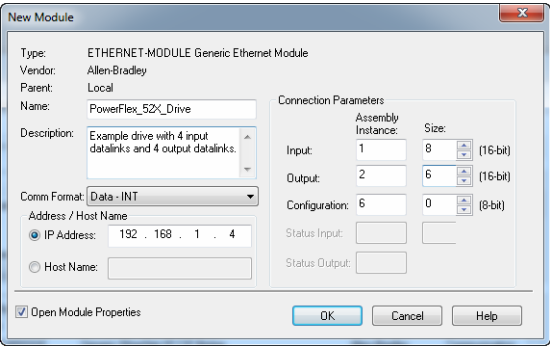 New Module
Type: ETHERNET-MODULE Generic Ethernet Module
Vendor: Allen-Bradley
Parent: Local
Name: PowerFlex_52X_Drive
Description: Example drive with 4 input
datalinks and 4 output datalinks.
Comm Format: Data - INT
Address / Host Name
IP Address: 192 . 168 . 1 . 4
Host Name:
Connection Parameters
Assembly
Instance: Size:
Input: 1 8 (16-bit)
Output: 2 6 (16-bit)
Configuration: 6 0 (8-bit)
Status Input:
Status Output:
Open Module Properties
OK Cancel Help